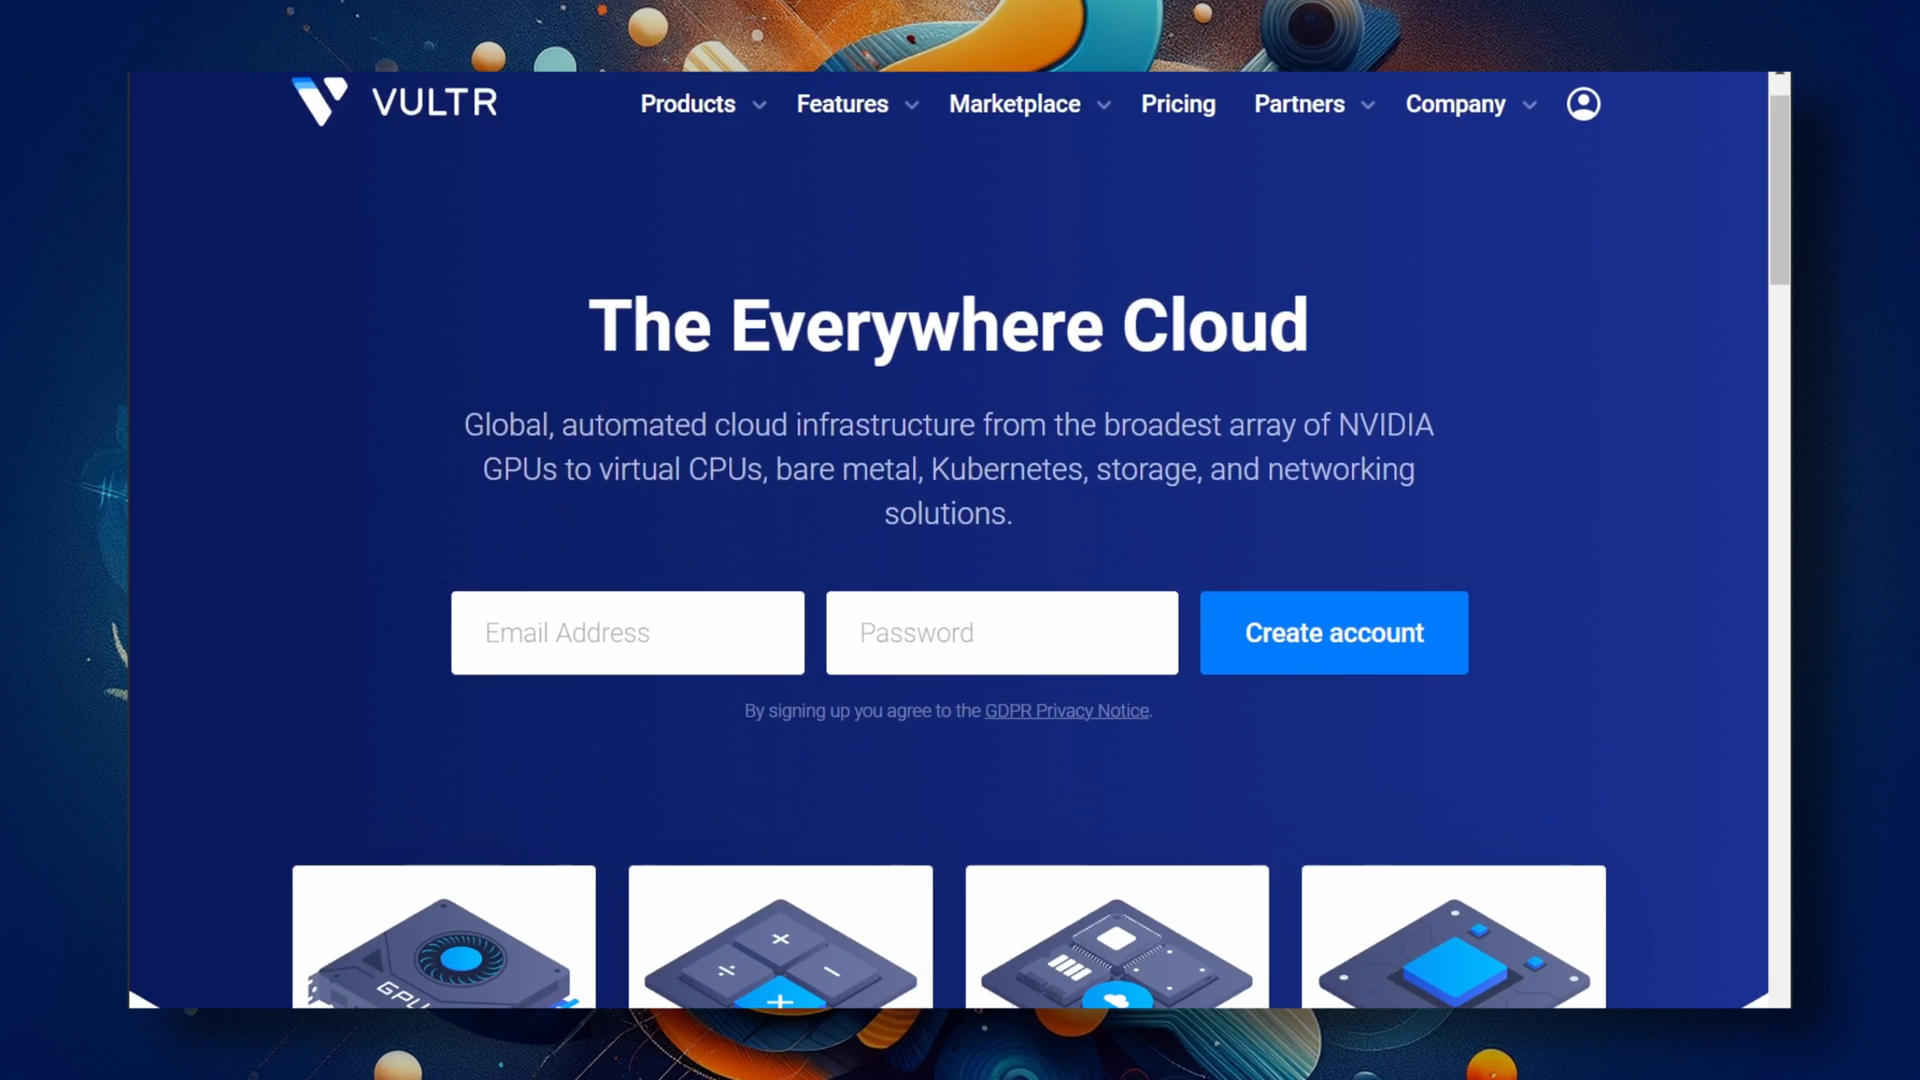 VULTR
Products
Features
Marketplace
Pricing
Partners
Company
The Everywhere Cloud
Global, automated cloud infrastructure from the broadest array of NVIDIA
GPUs to virtual CPUs, bare metal, Kubernetes, storage, and networking
solutions.
Email Address
Password
Create account
By signing up you agree to the GDPR Privacy Notice.
GPU